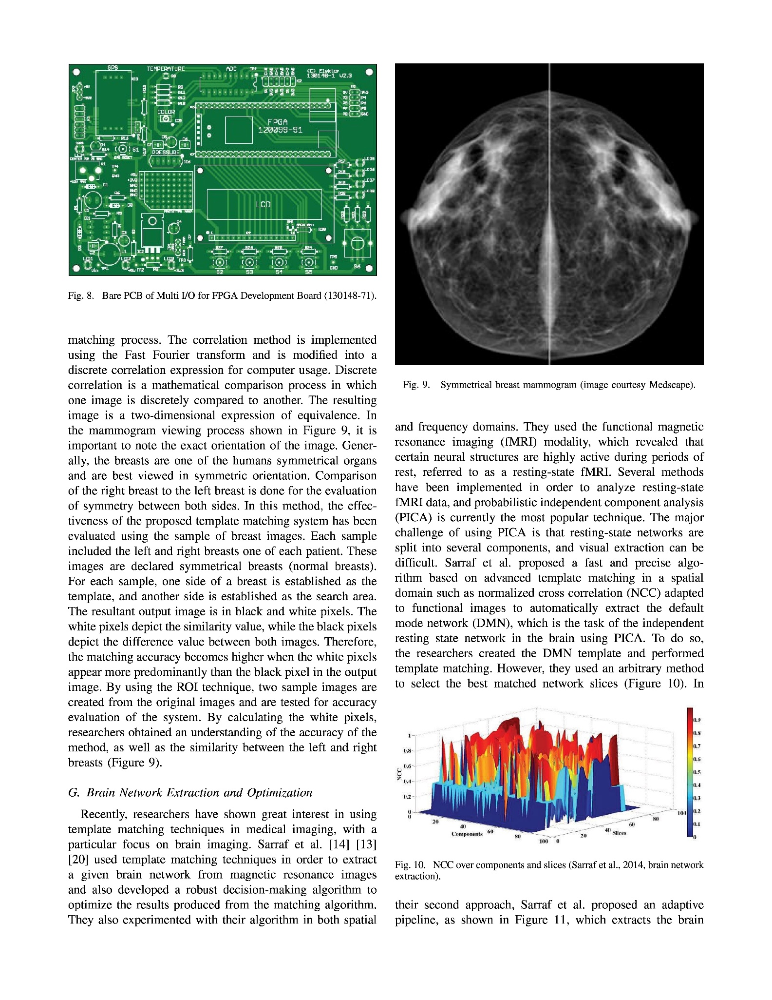 GPS
TEMPERATURE
ADC
(C) Elektor
130148-1 V2.3
COLOR
FPGA
120099-91
S1
PRESSURE
LCD
S2
S3
S4
S5
S6
Fig. 8. Bare PCB of Multi I/O for FPGA Development Board (130148-71).
matching process. The correlation method is implemented
using the Fast Fourier transform and is modified into a
discrete correlation expression for computer usage. Discrete
correlation is a mathematical comparison process in which
one image is discretely compared to another. The resulting
image is a two-dimensional expression of equivalence. In
the mammogram viewing process shown in Figure 9, it is
important to note the exact orientation of the image. Gener-
ally, the breasts are one of the humans symmetrical organs
and are best viewed in symmetric orientation. Comparison
of the right breast to the left breast is done for the evaluation
of symmetry between both sides. In this method, the effec-
tiveness of the proposed template matching system has been
evaluated using the sample of breast images. Each sample
included the left and right breasts one of each patient. These
images are declared symmetrical breasts (normal breasts).
For each sample, one side of a breast is established as the
template, and another side is established as the search area.
The resultant output image is in black and white pixels. The
white pixels depict the similarity value, while the black pixels
depict the difference value between both images. Therefore,
the matching accuracy becomes higher when the white pixels
appear more predominantly than the black pixel in the output
image. By using the ROI technique, two sample images are
created from the original images and are tested for accuracy
evaluation of the system. By calculating the white pixels,
researchers obtained an understanding of the accuracy of the
method, as well as the similarity between the left and right
breasts (Figure 9).
G. Brain Network Extraction and Optimization
Recently, researchers have shown great interest in using
template matching techniques in medical imaging, with a
particular focus on brain imaging. Sarraf et al. [14] [13]
[20] used template matching techniques in order to extract
a given brain network from magnetic resonance images
and also developed a robust decision-making algorithm to
optimize the results produced from the matching algorithm.
They also experimented with their algorithm in both spatial
Fig. 9. Symmetrical breast mammogram (image courtesy Medscape).
and frequency domains. They used the functional magnetic
resonance imaging (fMRI) modality, which revealed that
certain neural structures are highly active during periods of
rest, referred to as a resting-state fMRI. Several methods
have been implemented in order to analyze resting-state
fMRI data, and probabilistic independent component analysis
(PICA) is currently the most popular technique. The major
challenge of using PICA is that resting-state networks are
split into several components, and visual extraction can be
difficult. Sarraf et al. proposed a fast and precise algo-
rithm based on advanced template matching in a spatial
domain such as normalized cross correlation (NCC) adapted
to functional images to automatically extract the default
mode network (DMN), which is the task of the independent
resting state network in the brain using PICA. To do so,
the researchers created the DMN template and performed
template matching. However, they used an arbitrary method
to select the best matched network slices (Figure 10). In
1
0.8
0.6
0.4
0.2
0
NCC
0
20
40
60
80
100
Components
0
20
40
60
80
100
Slices
0.9
0.8
0.7
0.6
0.5
0.4
0.3
0.2
0.1
0
Fig. 10. NCC over components and slices (Sarraf et al., 2014, brain network
extraction).
their second approach, Sarraf et al. proposed an adaptive
pipeline, as shown in Figure 11, which extracts the brain